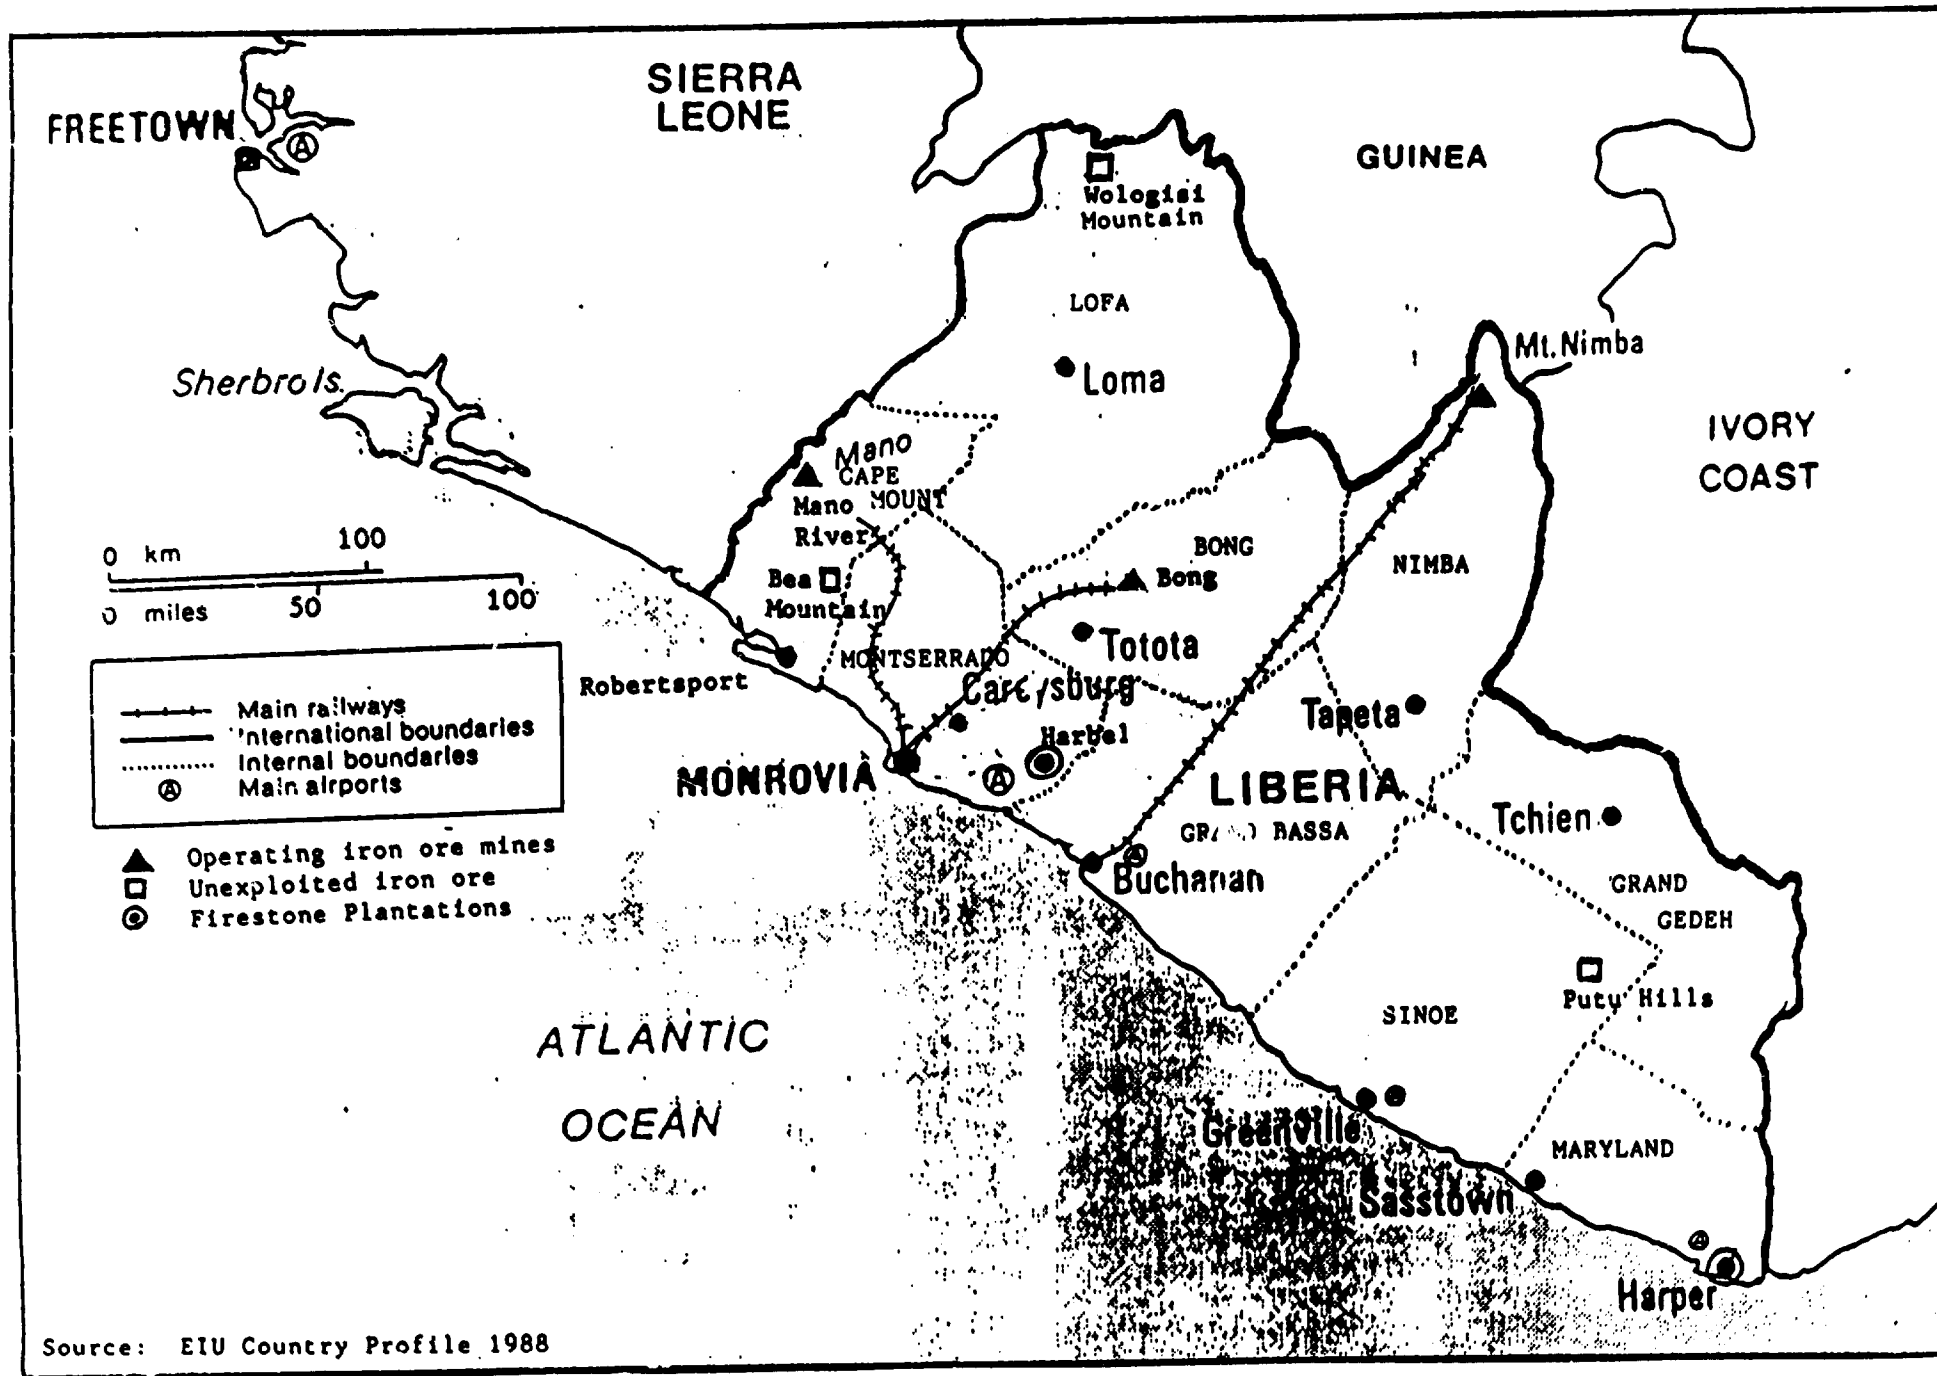 SIERRA
LEONE
FREETOWN
A
GUINEA
Wologisi
Mountain
LOFA
Mt. Nimba
Sherbro Is.
Loma
IVORY
COAST
Mano
CAPE
MOUNT
Mano
River
0 km 100
0 miles 50 100
BONG
NIMBA
Bea
Mountain
Bong
Totota
MONTSERRADO
Robertsport
Careysburg
Tapeta
Harbel
MONROVIA
A
LIBERIA
GRAND BASSA
Tchien
A
Buchanan
Main railways
International boundaries
Internal boundaries
A Main airports
Operating iron ore mines
Unexploited iron ore
Firestone Plantations
GRAND
GEDEH
Putu Hills
SINOE
ATLANTIC
OCEAN
Greenville
MARYLAND
Sasstown
A
Harper
Source: EIU Country Profile 1988